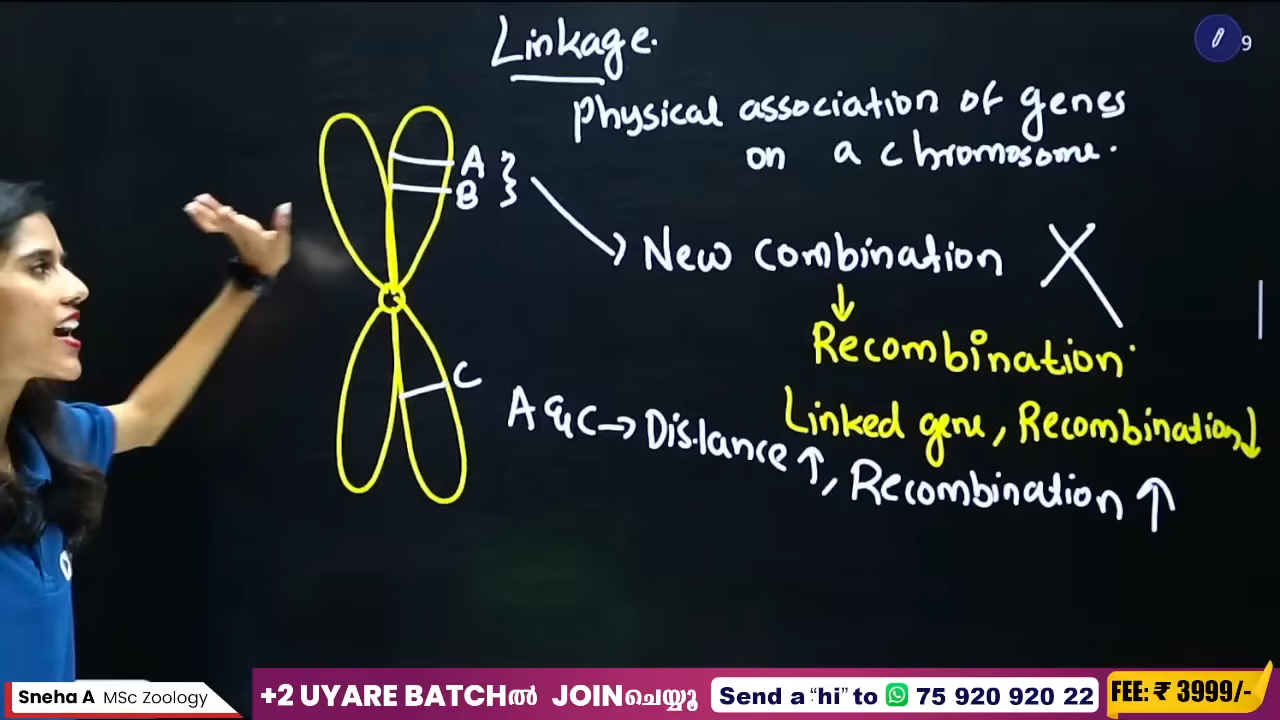 Linkage.
Physical association of genes
on a chromosome.
A
B
New combination
Recombination
C
Linked gene, Recombination ↓
A & C → Distance ↑, Recombination ↑
9
Sneha A MSc Zoology
+2 UYARE BATCHൽ JOINചെയ്യൂ
Send a “hi” to 75 920 920 22
FEE: ₹ 3999/-